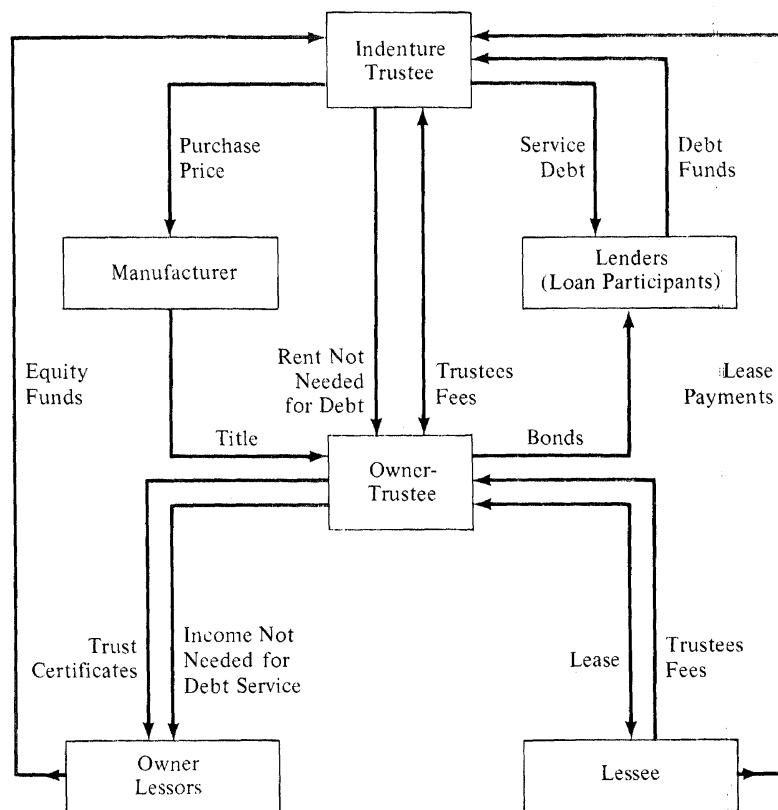 Indenture
Trustee
Purchase
Price
Service
Debt
Debt
Funds
Manufacturer
Lenders
(Loan Participants)
Equity
Funds
Rent Not
Needed
for Debt
Trustees
Fees
Lease
Payments
Title
Bonds
Owner-
Trustee
Trust
Certificates
Income Not
Needed for
Debt Service
Lease
Trustees
Fees
Owner
Lessors
Lessee